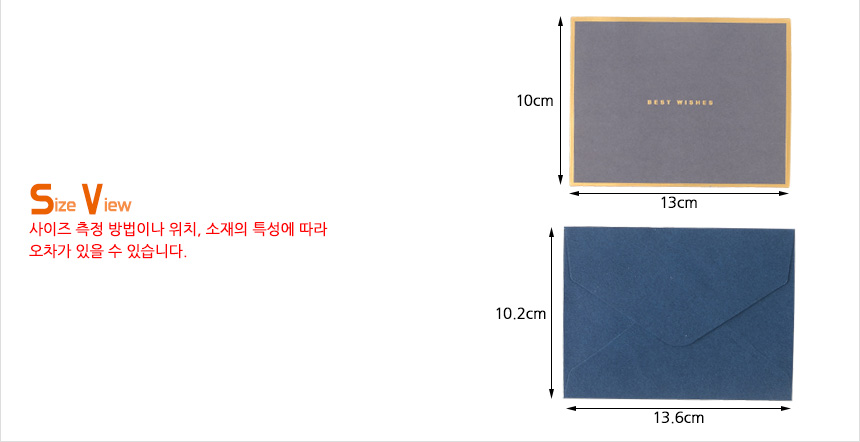 Size View
사이즈 측정 방법이나 위치, 소재의 특성에 따라
오차가 있을 수 있습니다.
10cm
BEST WISHES
13cm
10.2cm
13.6cm